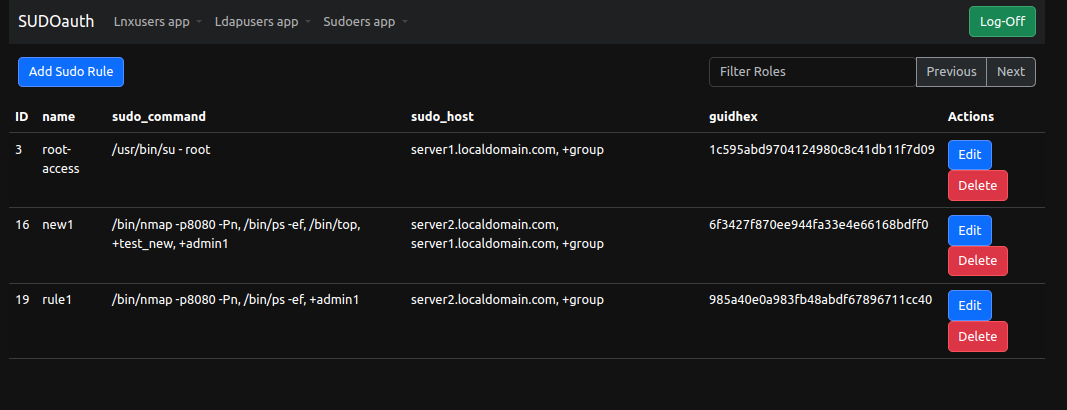 SUDOauth Lnxusers app Ldapusers app Sudoers app Log-Off
Add Sudo Rule Filter Roles Previous Next
ID name sudo_command sudo_host guidhex Actions
3 root- /usr/bin/su - root server1.localdomain.com, +group 1c595abd9704124980c8c41db11f7d09 Edit
access
Delete
16 new1 /bin/nmap -p8080 -Pn, /bin/ps -ef, /bin/top, server2.localdomain.com, 6f3427f870ee944fa33e4e66168bdff0 Edit
+test_new, +admin1 server1.localdomain.com, +group
Delete
19 rule1 /bin/nmap -p8080 -Pn, /bin/ps -ef, +admin1 server2.localdomain.com, +group 985a40e0a983fb48abdf67896711cc40 Edit
Delete